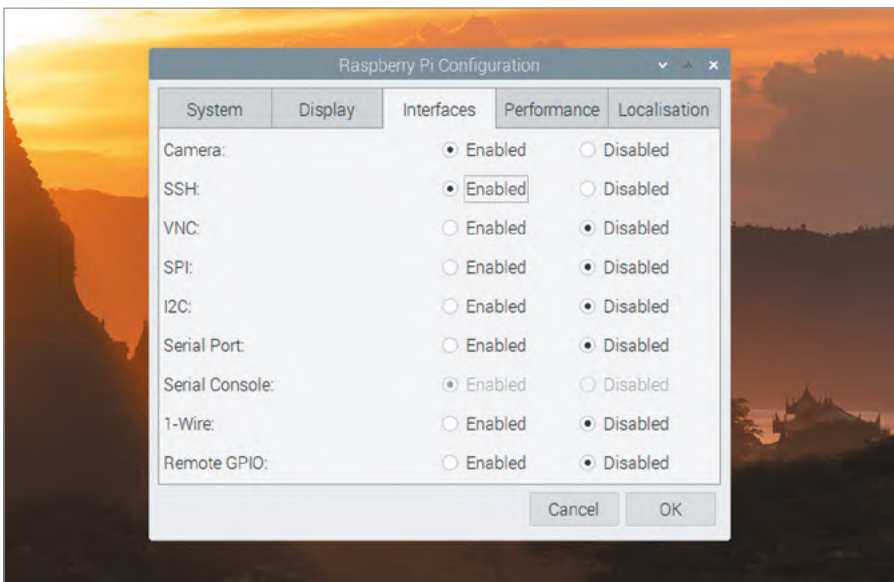 Raspberry Pi Configuration
System Display Interfaces Performance Localisation
Camera: Enabled Disabled
SSH: Enabled Disabled
VNC: Enabled Disabled
SPI: Enabled Disabled
I2C: Enabled Disabled
Serial Port: Enabled Disabled
Serial Console: Enabled Disabled
1-Wire: Enabled Disabled
Remote GPIO: Enabled Disabled
Cancel OK